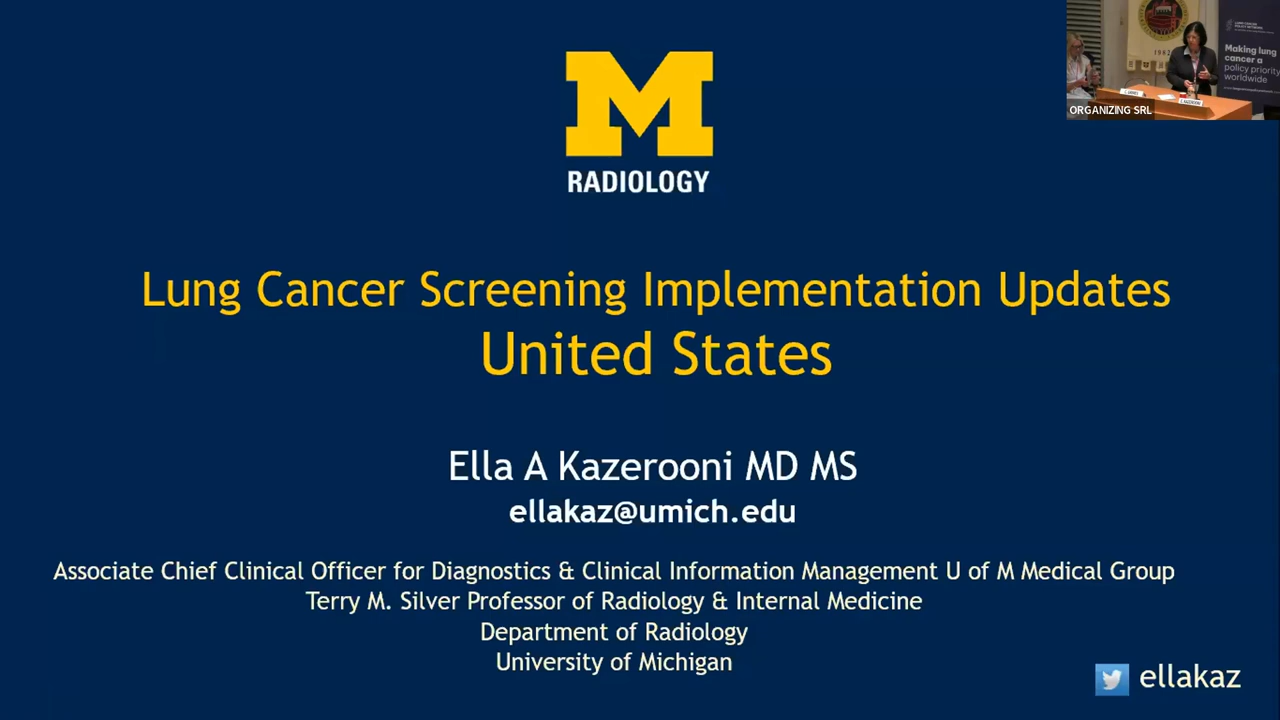 M
RADIOLOGY
Lung Cancer Screening Implementation Updates
United States
Ella A Kazerooni MD MS
ellakaz@umich.edu
Associate Chief Clinical Officer for Diagnostics & Clinical Information Management U of M Medical Group
Terry M. Silver Professor of Radiology & Internal Medicine
Department of Radiology
University of Michigan
ellakaz
Making lung
cancer a
policy priority
worldwide
ORGANIZING SRL